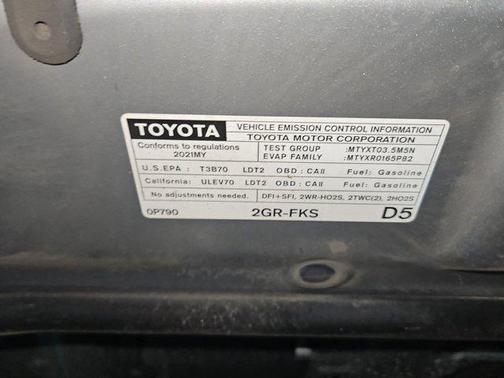 TOYOTA
VEHICLE EMISSION CONTROL INFORMATION
TOYOTA MOTOR CORPORATION
Conforms to regulations
2021MY
TEST GROUP :MTYXT03.5M5N
EVAP FAMILY :MTYXR0165P82
U.S.EPA : T3B70 LDT2 OBD : CAII Fuel: Gasoline
California: ULEV70 LDT2 OBD : CAII Fuel: Gasoline
No adjustments needed. DFI+SFI, 2WR-HO2S, 2TWC(2), 2HO2S
0P790 2GR-FKS D5